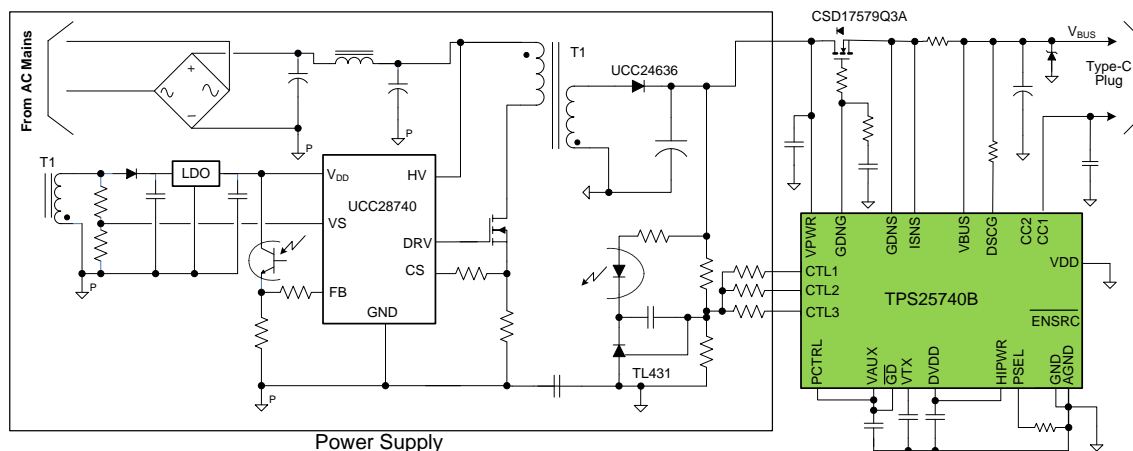 From AC Mains
T1
UCC24636
CSD17579Q3A
VBUS
Type-C
Plug
P
P
T1
LDO
VDD
HV
UCC28740
VS
DRV
CS
FB
GND
P
P
TL431
Power Supply
VPWR
GDNG
GDNS
ISNS
VBUS
DSCG
CC2
CC1
CTL1
CTL2
CTL3
VDD
TPS25740B
ENSRC
PCTRL
VAUX
GD
VTX
DVDD
HIPWR
PSEL
GND
AGND